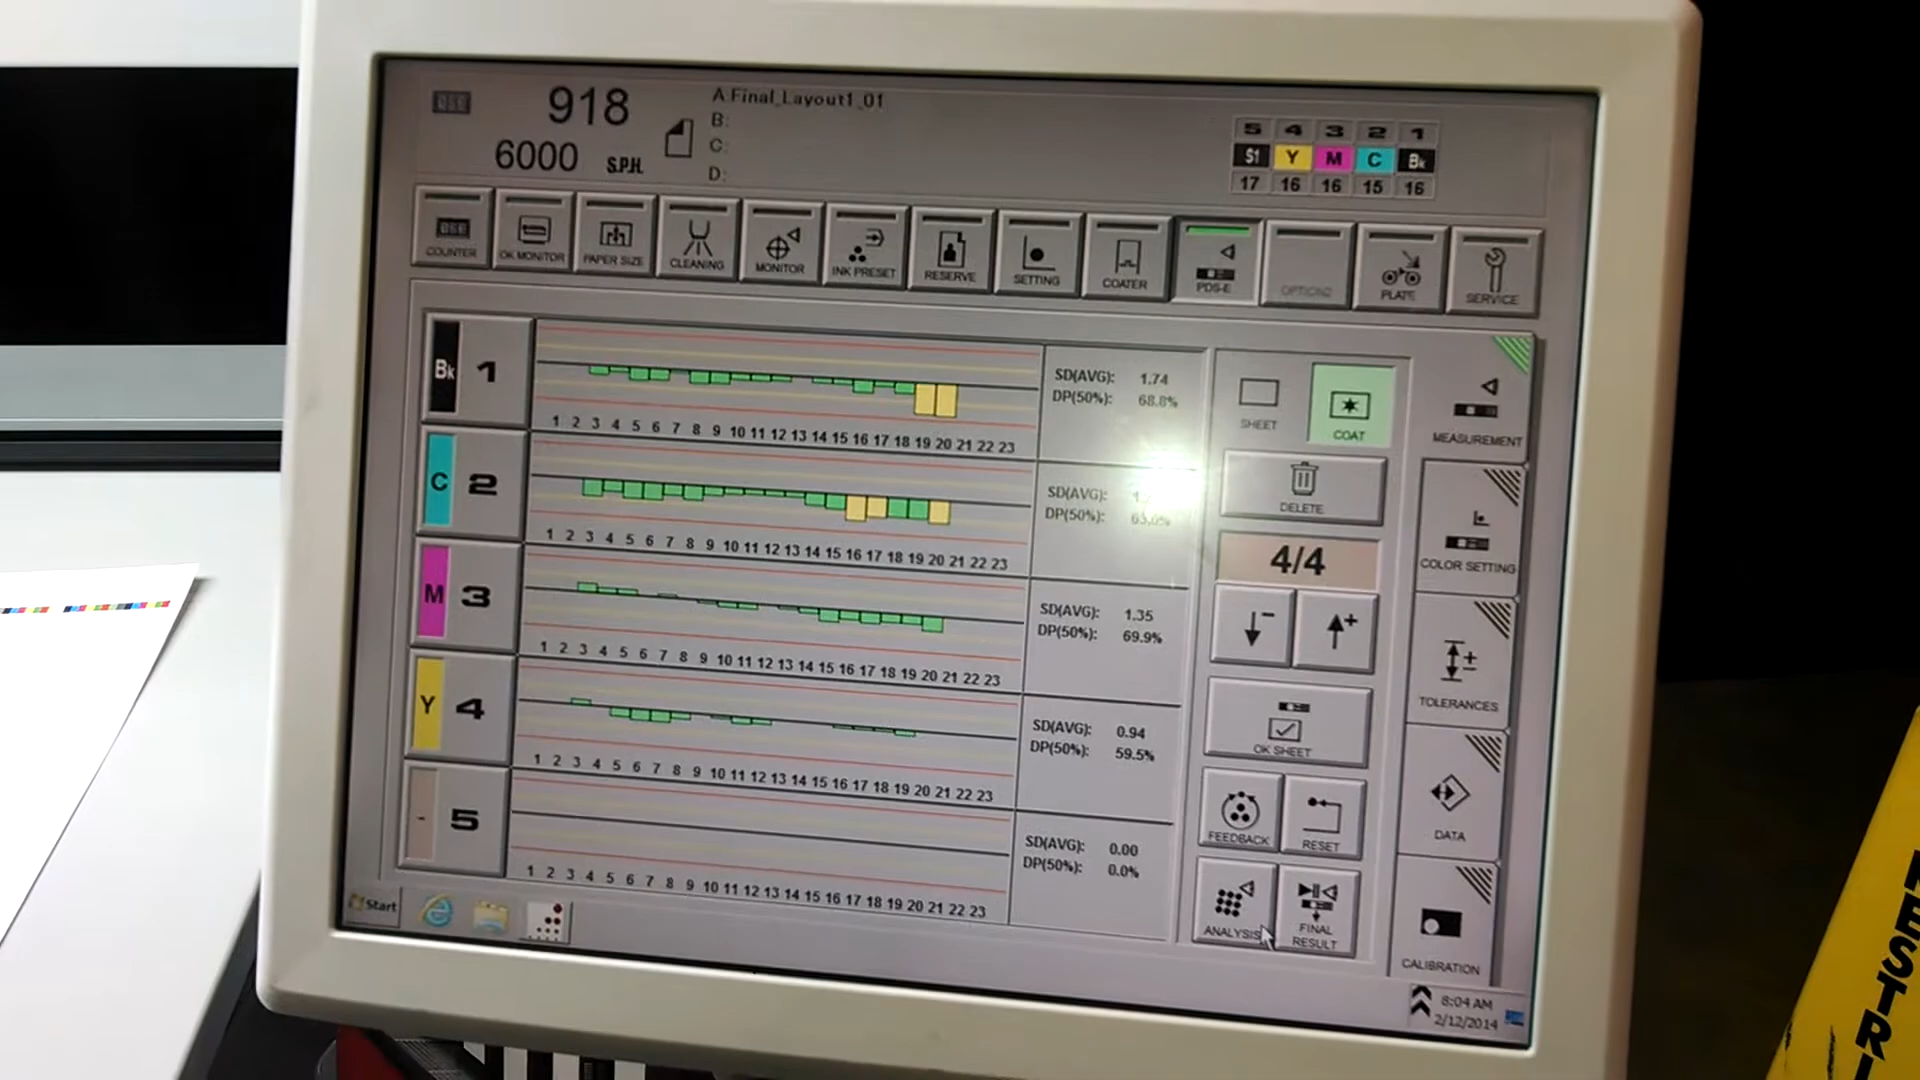 918
6000 S.P.H.
A:Final_Layout1_01
B:
C:
D:
5 4 3 2 1
S1 Y M C Bk
17 16 16 15 16
COUNTER OK MONITOR PAPER SIZE CLEANING MONITOR INK PRESET RESERVE SETTING COATER PDS-E OPTION2 PLATE SERVICE
Bk 1
1 2 3 4 5 6 7 8 9 10 11 12 13 14 15 16 17 18 19 20 21 22 23
SD(AVG): 1.74
DP(50%): 68.8%
C 2
1 2 3 4 5 6 7 8 9 10 11 12 13 14 15 16 17 18 19 20 21 22 23
SD(AVG):
DP(50%):
M 3
1 2 3 4 5 6 7 8 9 10 11 12 13 14 15 16 17 18 19 20 21 22 23
SD(AVG): 1.35
DP(50%): 69.9%
Y 4
1 2 3 4 5 6 7 8 9 10 11 12 13 14 15 16 17 18 19 20 21 22 23
SD(AVG): 0.94
DP(50%): 59.5%
- 5
1 2 3 4 5 6 7 8 9 10 11 12 13 14 15 16 17 18 19 20 21 22 23
SD(AVG): 0.00
DP(50%): 0.0%
SHEET COAT
DELETE
4/4
OK SHEET
FEEDBACK RESET
ANALYSIS FINAL RESULT
MEASUREMENT
COLOR SETTING
TOLERANCES
DATA
CALIBRATION
Start
8:04 AM
2/12/2014